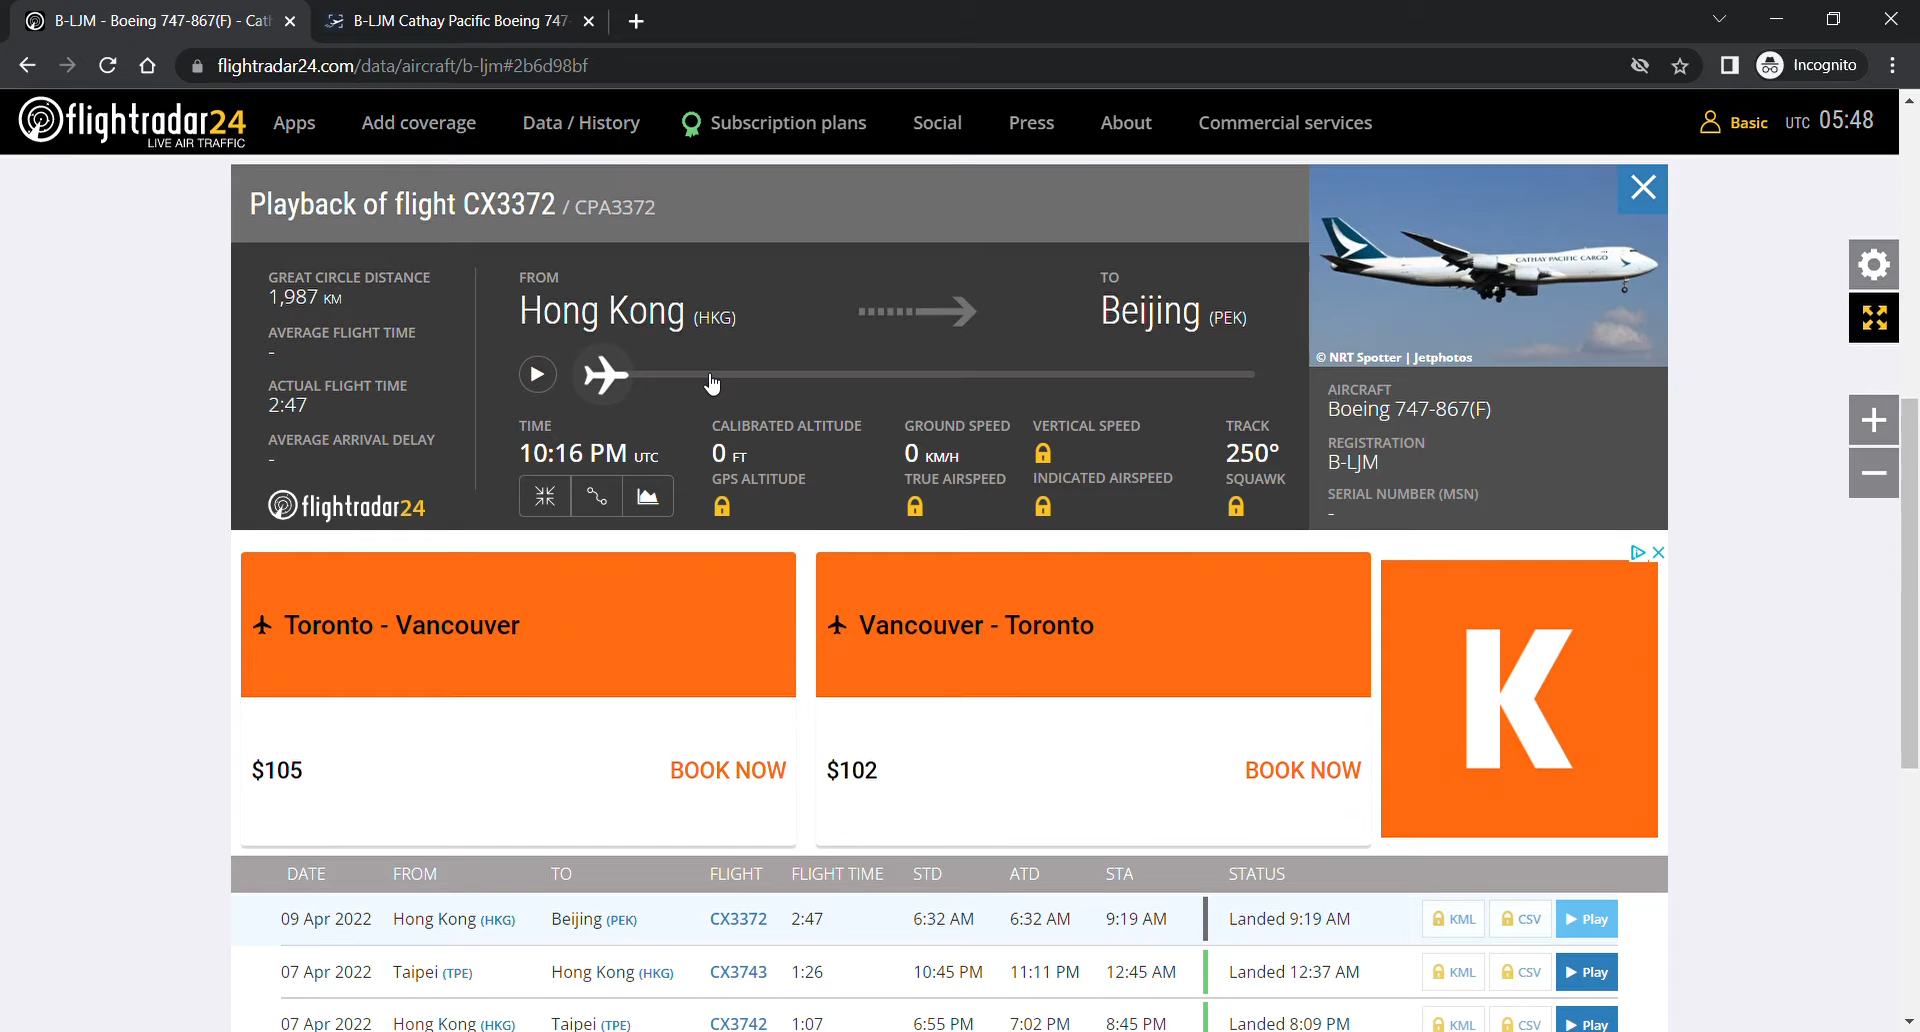 B-LJM - Boeing 747-867(F) - Cat
B-LJM Cathay Pacific Boeing 747-
flightradar24.com/data/aircraft/b-ljm#2b6d98bf
Incognito
flightradar24
LIVE AIR TRAFFIC
Apps
Add coverage
Data / History
Subscription plans
Social
Press
About
Commercial services
Basic
UTC 05:48
Playback of flight CX3372 / CPA3372
GREAT CIRCLE DISTANCE
1,987 KM
AVERAGE FLIGHT TIME
-
ACTUAL FLIGHT TIME
2:47
AVERAGE ARRIVAL DELAY
-
flightradar24
FROM
Hong Kong (HKG)
TO
Beijing (PEK)
TIME
10:16 PM UTC
CALIBRATED ALTITUDE
0 FT
GPS ALTITUDE
GROUND SPEED
0 KM/H
TRUE AIRSPEED
VERTICAL SPEED
INDICATED AIRSPEED
TRACK
250°
SQUAWK
CATHAY PACIFIC CARGO
© NRT Spotter | Jetphotos
AIRCRAFT
Boeing 747-867(F)
REGISTRATION
B-LJM
SERIAL NUMBER (MSN)
-
Toronto - Vancouver
$105
BOOK NOW
Vancouver - Toronto
$102
BOOK NOW
K
DATE FROM TO FLIGHT FLIGHT TIME STD ATD STA STATUS
09 Apr 2022 Hong Kong (HKG) Beijing (PEK) CX3372 2:47 6:32 AM 6:32 AM 9:19 AM Landed 9:19 AM KML CSV Play
07 Apr 2022 Taipei (TPE) Hong Kong (HKG) CX3743 1:26 10:45 PM 11:11 PM 12:45 AM Landed 12:37 AM KML CSV Play
07 Apr 2022 Hong Kong (HKG) Taipei (TPE) CX3742 1:07 6:55 PM 7:02 PM 8:45 PM Landed 8:09 PM KML CSV Play